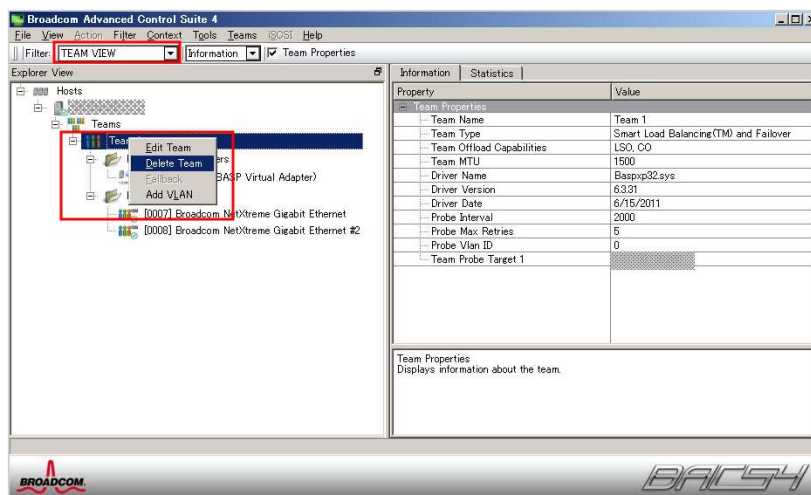 Broadcom Advanced Control Suite 4
File View Action Filter Context Tools Teams iSCSI Help
Filter: TEAM VIEW Information Team Properties
Explorer View
Hosts
Teams
Edit Team
Delete Team
Fallback
Add VLAN
BASP Virtual Adapter)
[0007] Broadcom NetXtreme Gigabit Ethernet
[0008] Broadcom NetXtreme Gigabit Ethernet #2
Information Statistics
Property Value
Team Properties
Team Name Team 1
Team Type Smart Load Balancing(TM) and Failover
Team Offload Capabilities LSO, CO
Team MTU 1500
Driver Name Baspxp32.sys
Driver Version 6.3.31
Driver Date 6/15/2011
Probe Interval 2000
Probe Max Retries 5
Probe Vlan ID 0
Team Probe Target 1
Team Properties
Displays information about the team.
BROADCOM.
BACS4